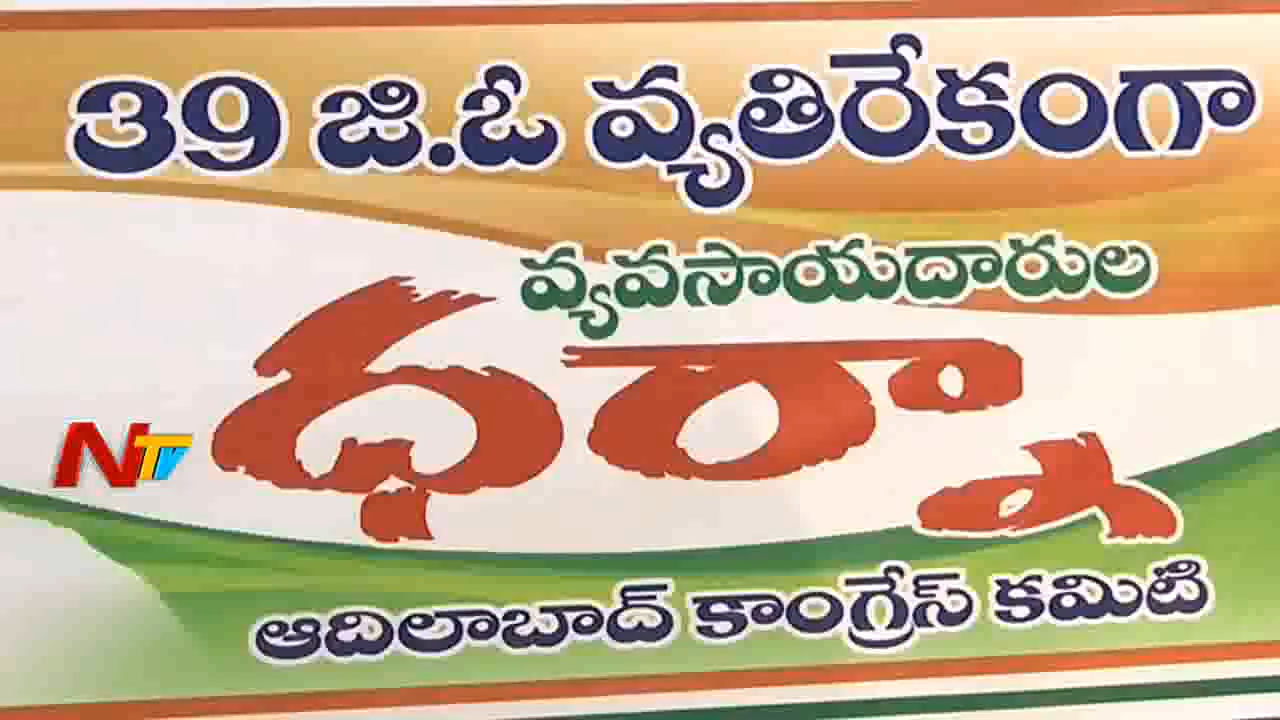 39 జి.ఓ వ్యతిరేకంగా
వ్యవసాయదారుల
ధర్నా
NTV
ఆదిలాబాద్ కాంగ్రేస్ కమిటి